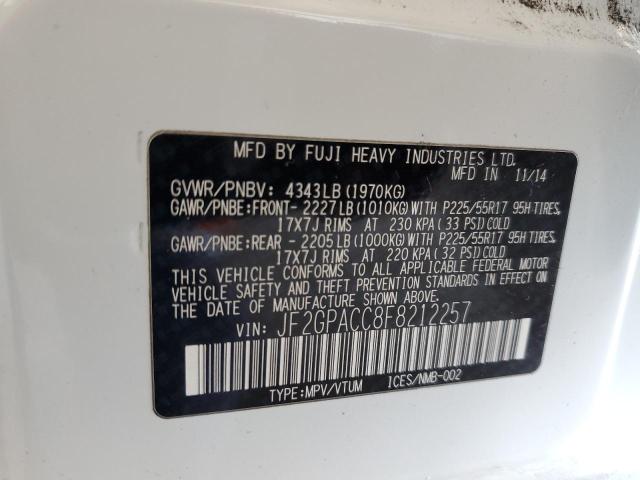 MFD BY FUJI HEAVY INDUSTRIES LTD.
MFD IN 11/14
GVWR/PNBV: 4343LB(1970KG)
GAWR/PNBE:FRONT-2227LB(1010KG)WITH P225/55R17 95H TIRES,
17X7J RIMS AT 230 KPA(33 PSI)COLD
GAWR/PNBE:REAR -2205LB(1000KG)WITH P225/55R17 95H TIRES,
17X7J RIMS AT 220 KPA(32 PSI)COLD
THIS VEHICLE CONFORMS TO ALL APPLICABLE FEDERAL MOTOR
VEHICLE SAFETY AND THEFT PREVENTION STANDARDS IN EFFECT ON
THE DATE OF MANUFACTURE SHOWN ABOVE.
VIN: JF2GPACC8F8212257
TYPE:MPV/VTUM ICES/NMB-002